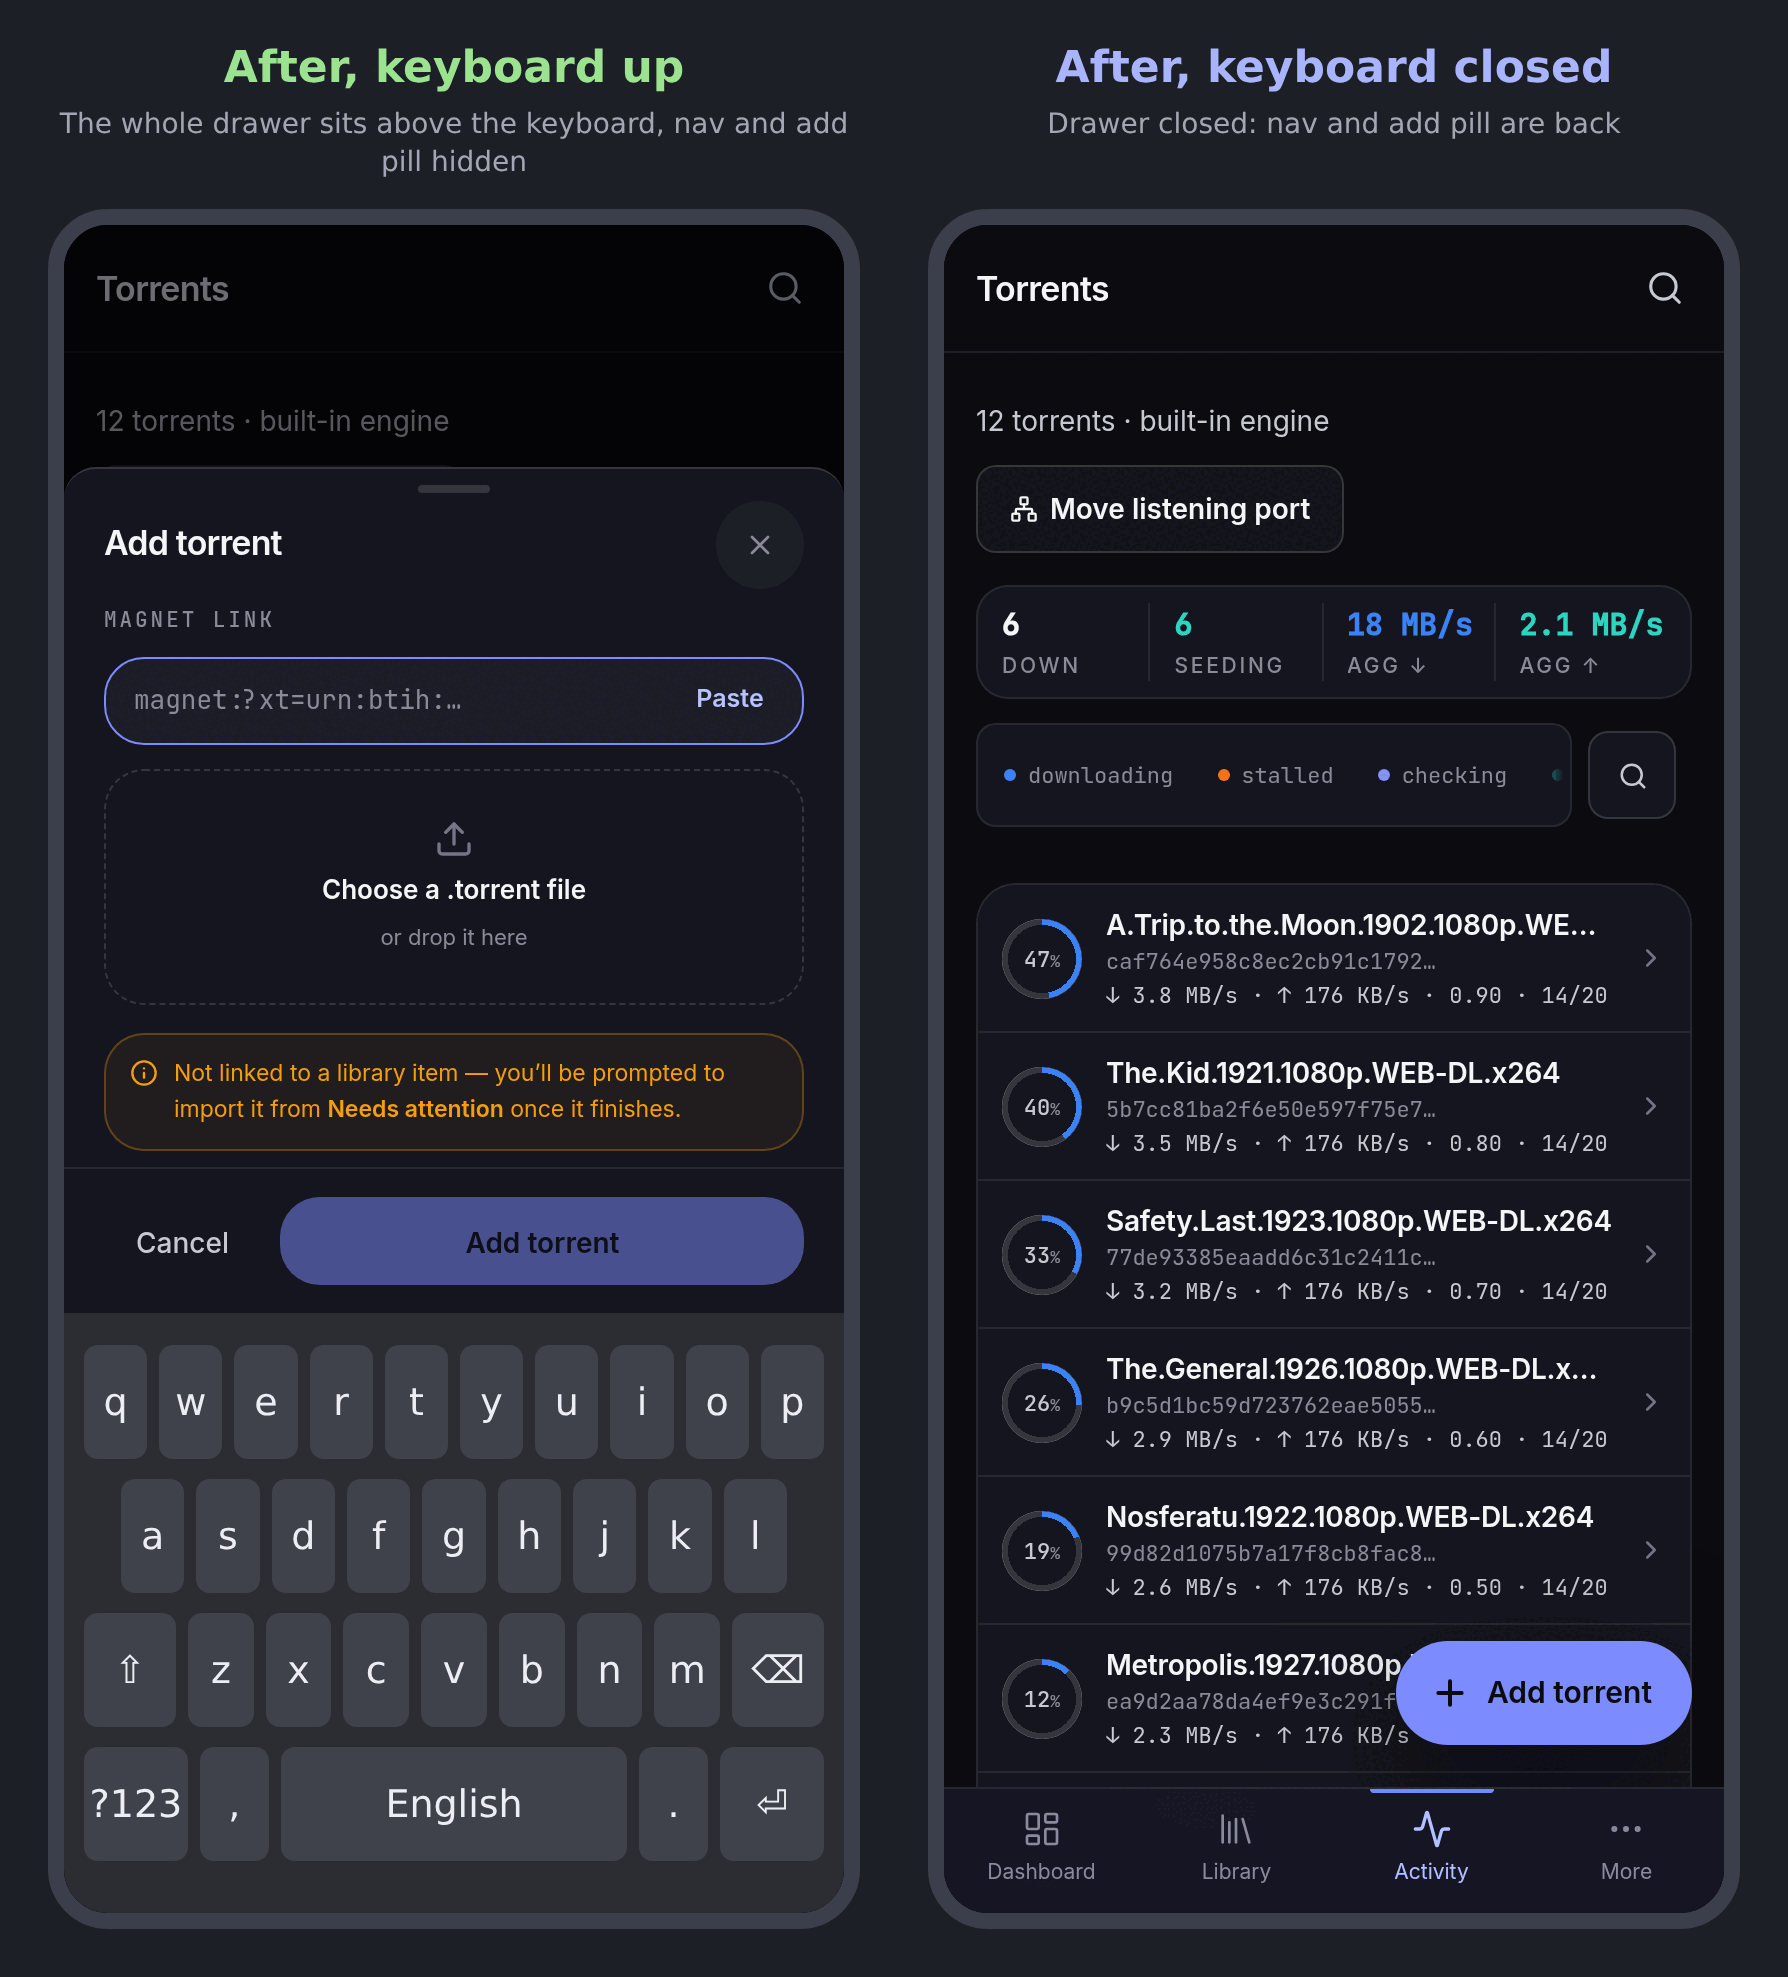 After, keyboard up
The whole drawer sits above the keyboard, nav and add
pill hidden
Torrents
12 torrents · built-in engine
Add torrent
MAGNET LINK
magnet:?xt=urn:btih:…
Paste
Choose a .torrent file
or drop it here
Not linked to a library item — you’ll be prompted to
import it from Needs attention once it finishes.
Cancel
Add torrent
q w e r t y u i o p
a s d f g h j k l
⇧ z x c v b n m ⌫
?123 , English . ⏎
After, keyboard closed
Drawer closed: nav and add pill are back
Torrents
12 torrents · built-in engine
Move listening port
6 6 18 MB/s 2.1 MB/s
DOWN SEEDING AGG ↓ AGG ↑
downloading stalled checking
47%
A.Trip.to.the.Moon.1902.1080p.WE…
caf764e958c8ec2cb91c1792…
↓ 3.8 MB/s · ↑ 176 KB/s · 0.90 · 14/20
40%
The.Kid.1921.1080p.WEB-DL.x264
5b7cc81ba2f6e50e597f75e7…
↓ 3.5 MB/s · ↑ 176 KB/s · 0.80 · 14/20
33%
Safety.Last.1923.1080p.WEB-DL.x264
77de93385eaadd6c31c2411c…
↓ 3.2 MB/s · ↑ 176 KB/s · 0.70 · 14/20
26%
The.General.1926.1080p.WEB-DL.x…
b9c5d1bc59d723762eae5055…
↓ 2.9 MB/s · ↑ 176 KB/s · 0.60 · 14/20
19%
Nosferatu.1922.1080p.WEB-DL.x264
99d82d1075b7a17f8cb8fac8…
↓ 2.6 MB/s · ↑ 176 KB/s · 0.50 · 14/20
12%
Metropolis.1927.1080p.
ea9d2aa78da4ef9e3c291f
↓ 2.3 MB/s · ↑ 176 KB/s
Add torrent
Dashboard Library Activity More